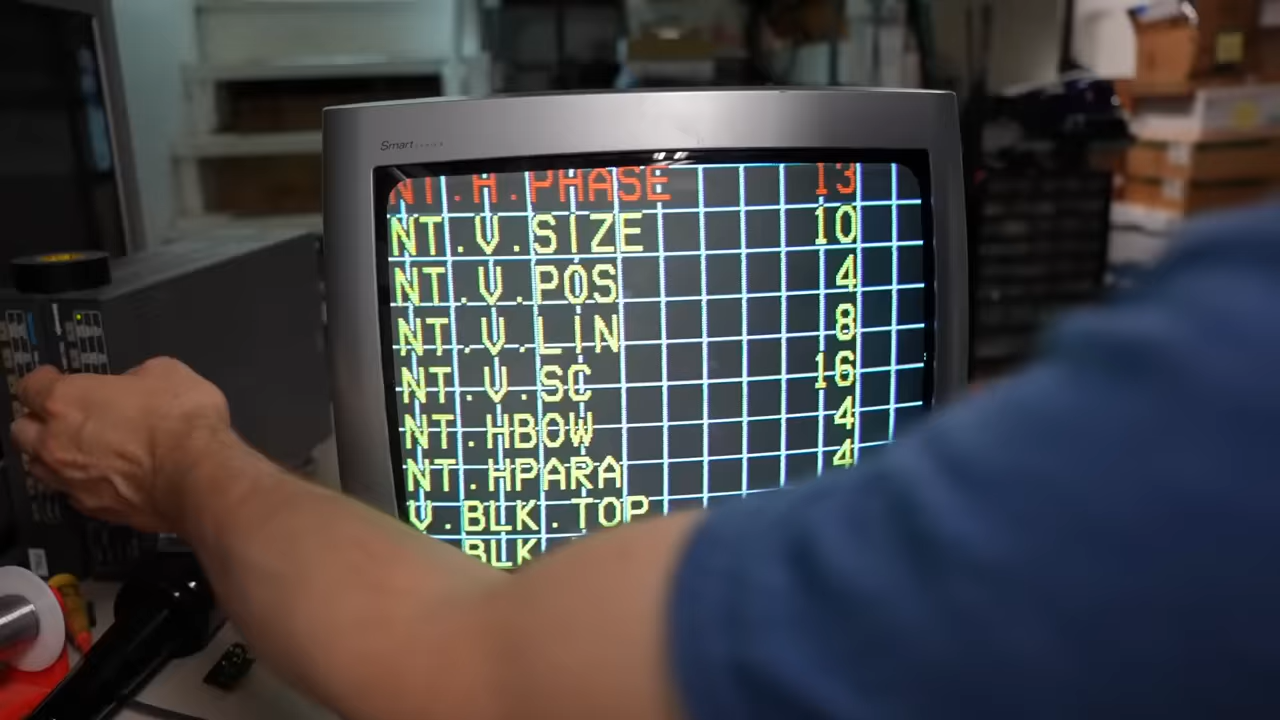 Smart
NT.H.PHASE 13
NT.V.SIZE 10
NT.V.POS 4
NT.V.LIN 8
NT.V.SC 16
NT.HBOW 4
NT.HPARA 4
V.BLK.TOP
BLK